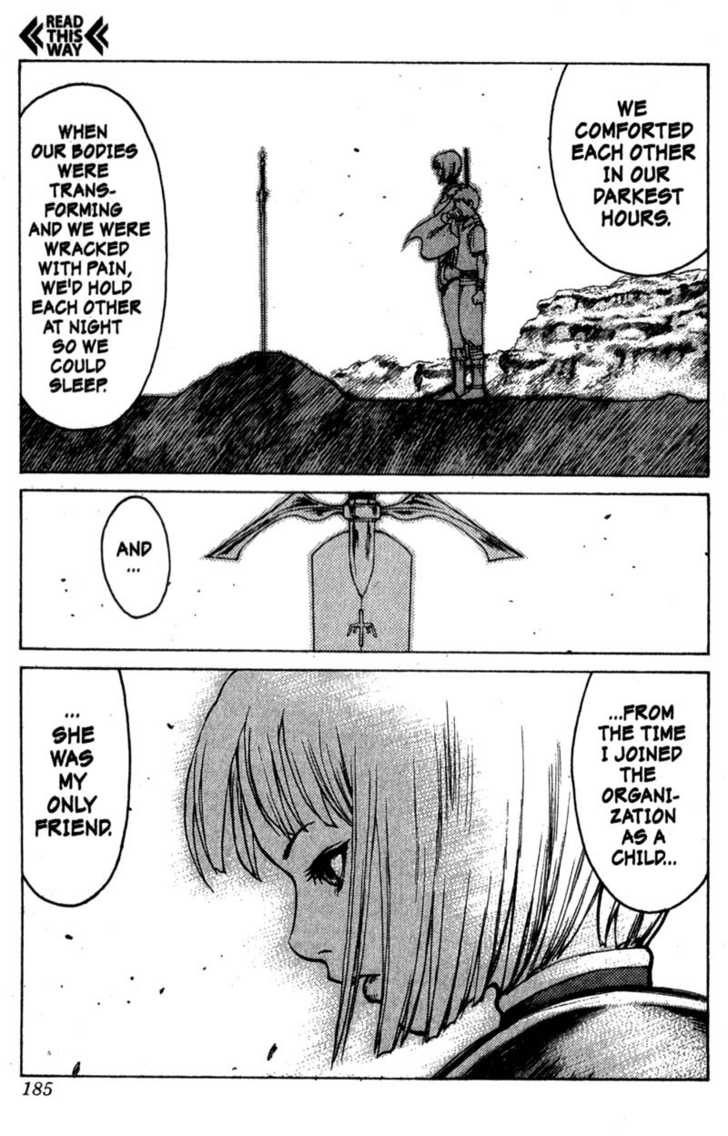 READ
THIS
WAY
WE
COMFORTED
EACH OTHER
IN OUR
DARKEST
HOURS.
WHEN
OUR BODIES
WERE
TRANS-
FORMING
AND WE WERE
WRACKED
WITH PAIN,
WE'D HOLD
EACH OTHER
AT NIGHT
SO WE
COULD
SLEEP.
AND
...
...FROM
THE TIME
I JOINED
THE
ORGANI-
ZATION
AS A
CHILD...
...
SHE
WAS
MY
ONLY
FRIEND.
185